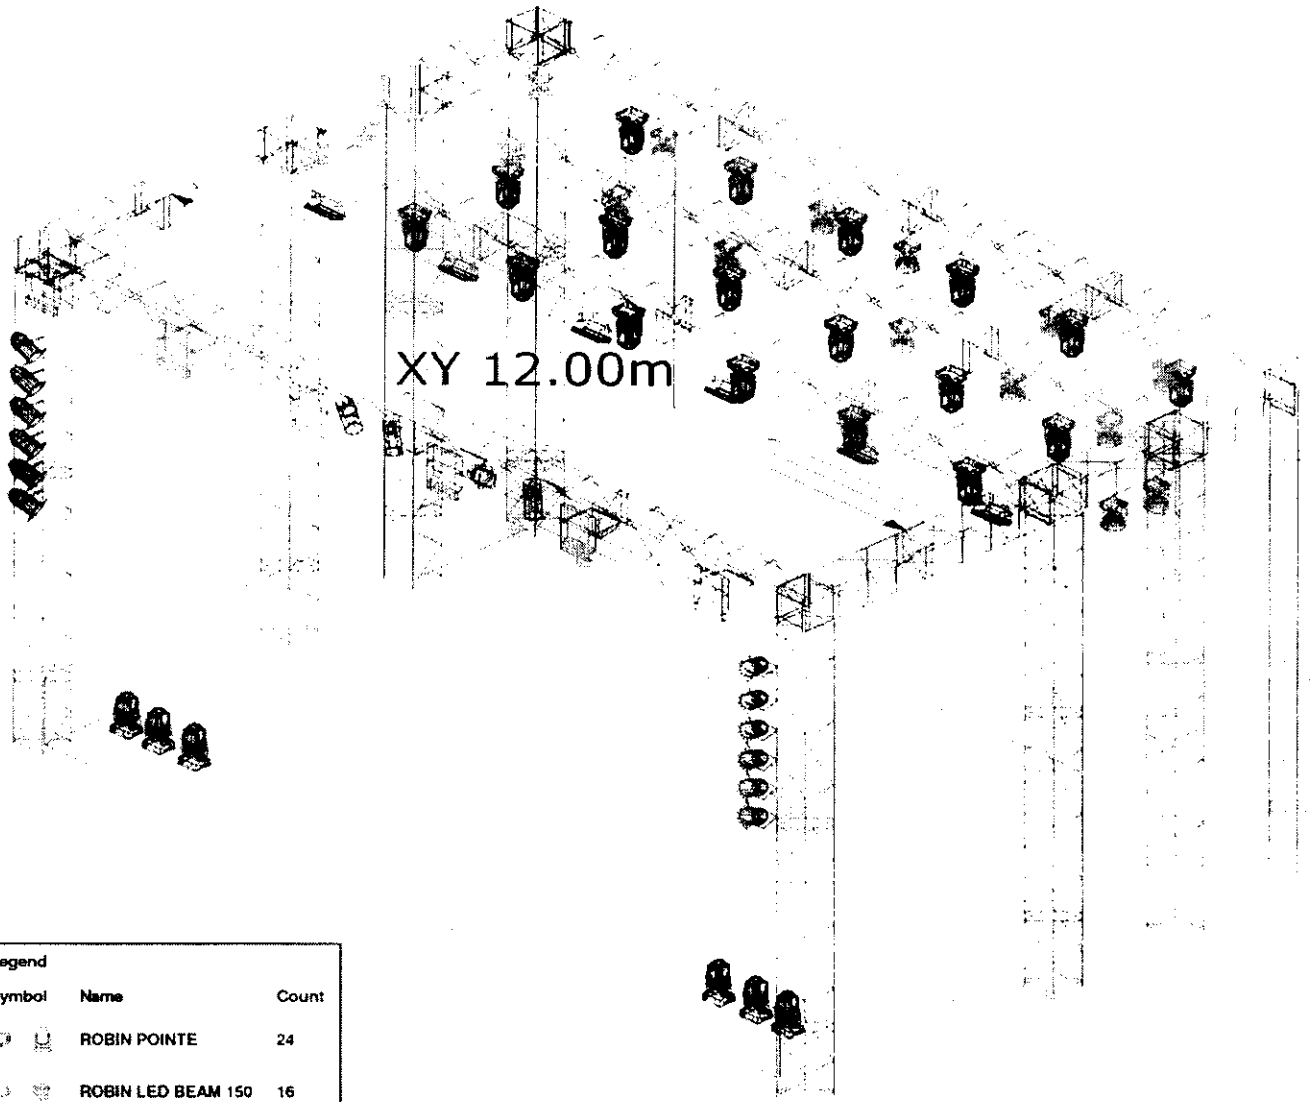 XY 12.00m
egend
ymbol Name Count
ROBIN POINTE 24
ROBIN LED BEAM 150 16